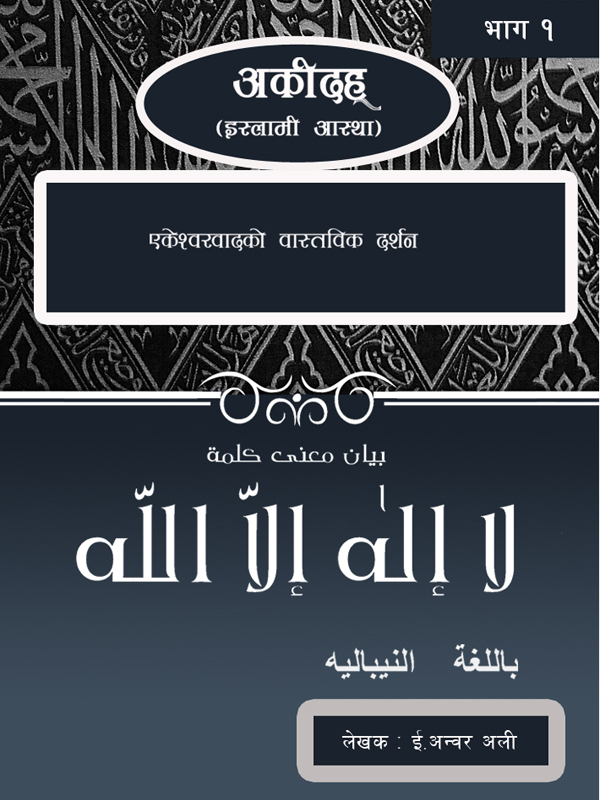 भाग १
अकीदह
(इस्लामी आस्था)
एकेश्वरवादको वास्तविक दर्शन
بيان معنى كلمة
لا إلٰه إلاّ اللّه
باللغة النيباليه
लेखक : ई.अन्वर अली